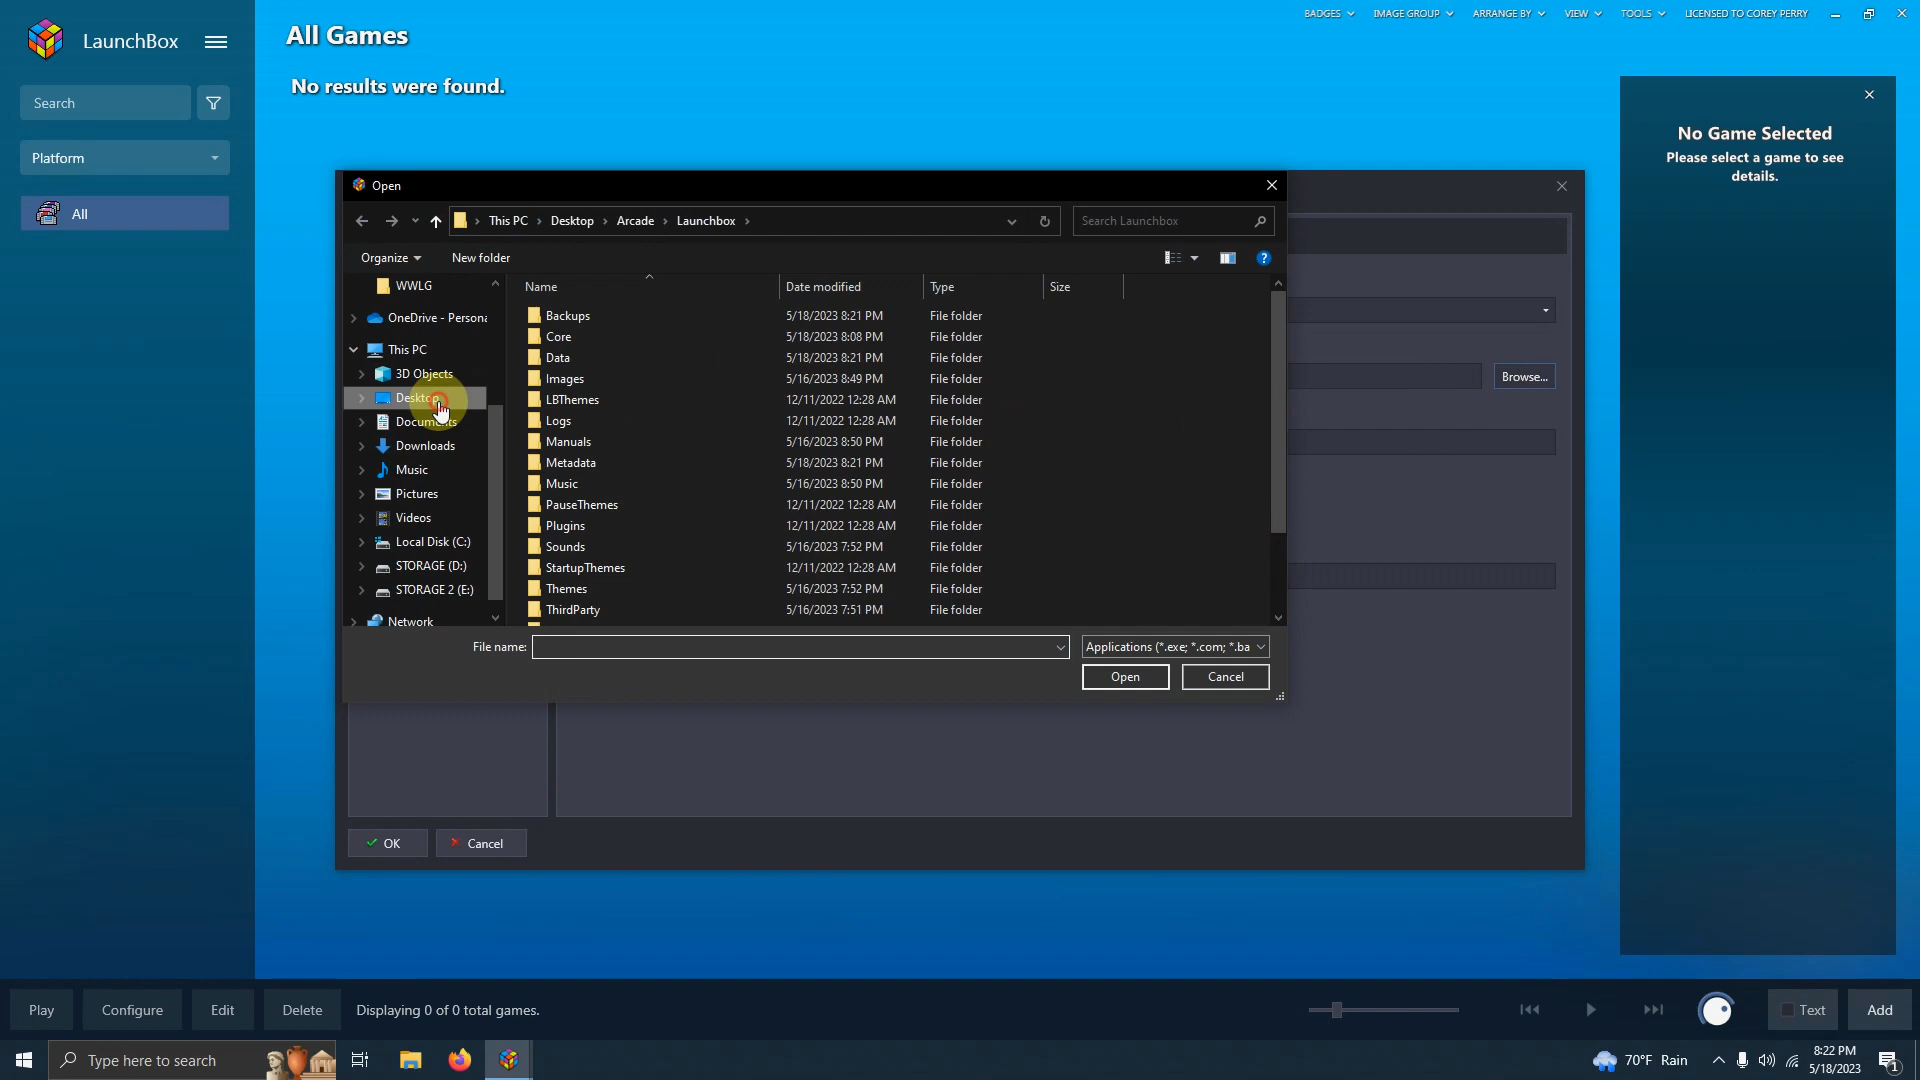 LaunchBox
All Games
BADGES IMAGE GROUP ARRANGE BY VIEW TOOLS LICENSED TO COREY PERRY
No results were found.
Search
Platform
All
No Game Selected
Please select a game to see
details.
Open
This PC Desktop Arcade Launchbox
Search Launchbox
Organize New folder
WWLG
OneDrive - Persona
This PC
3D Objects
Desktop
Documents
Downloads
Music
Pictures
Videos
Local Disk (C:)
STORAGE (D:)
STORAGE 2 (E:)
Network
Name Date modified Type Size
Backups 5/18/2023 8:21 PM File folder
Core 5/18/2023 8:08 PM File folder
Data 5/18/2023 8:21 PM File folder
Images 5/16/2023 8:49 PM File folder
LBThemes 12/11/2022 12:28 AM File folder
Logs 12/11/2022 12:28 AM File folder
Manuals 5/16/2023 8:50 PM File folder
Metadata 5/18/2023 8:21 PM File folder
Music 5/16/2023 8:50 PM File folder
PauseThemes 12/11/2022 12:28 AM File folder
Plugins 12/11/2022 12:28 AM File folder
Sounds 5/16/2023 7:52 PM File folder
StartupThemes 12/11/2022 12:28 AM File folder
Themes 5/16/2023 7:52 PM File folder
ThirdParty 5/16/2023 7:51 PM File folder
File name: Applications (*.exe; *.com; *.ba
Open Cancel
Browse...
OK Cancel
Play Configure Edit Delete Displaying 0 of 0 total games. Text Add
Type here to search
70°F Rain
8:22 PM
5/18/2023
1